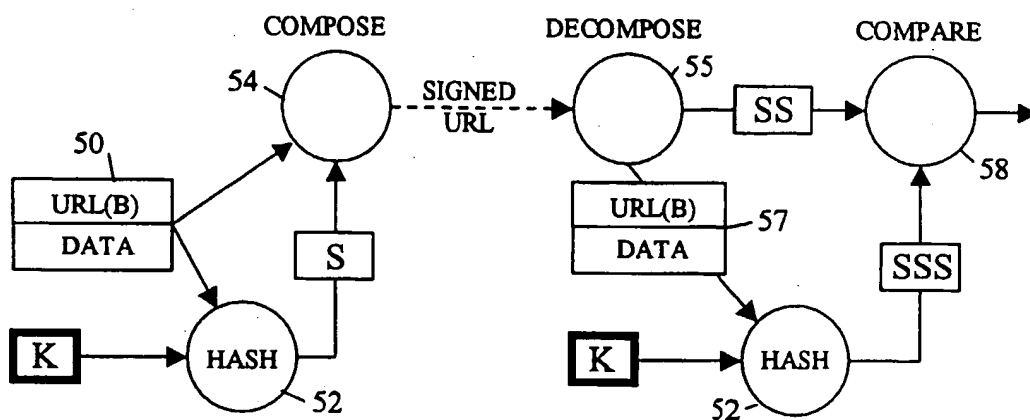 COMPOSE
DECOMPOSE
COMPARE
54
55
SIGNED
URL
SS
50
58
URL(B)
DATA
URL(B)
DATA
57
S
SSS
K
HASH
K
HASH
52
52